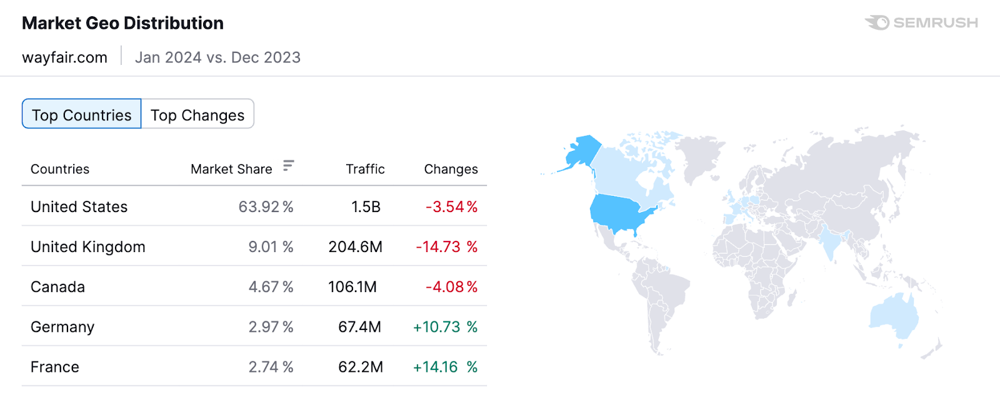 Market Geo Distribution
SEMRUSH
wayfair.com Jan 2024 vs. Dec 2023
Top Countries Top Changes
Countries Market Share Traffic Changes
United States 63.92 % 1.5B -3.54 %
United Kingdom 9.01 % 204.6M -14.73 %
Canada 4.67 % 106.1M -4.08 %
Germany 2.97 % 67.4M +10.73 %
France 2.74 % 62.2M +14.16 %